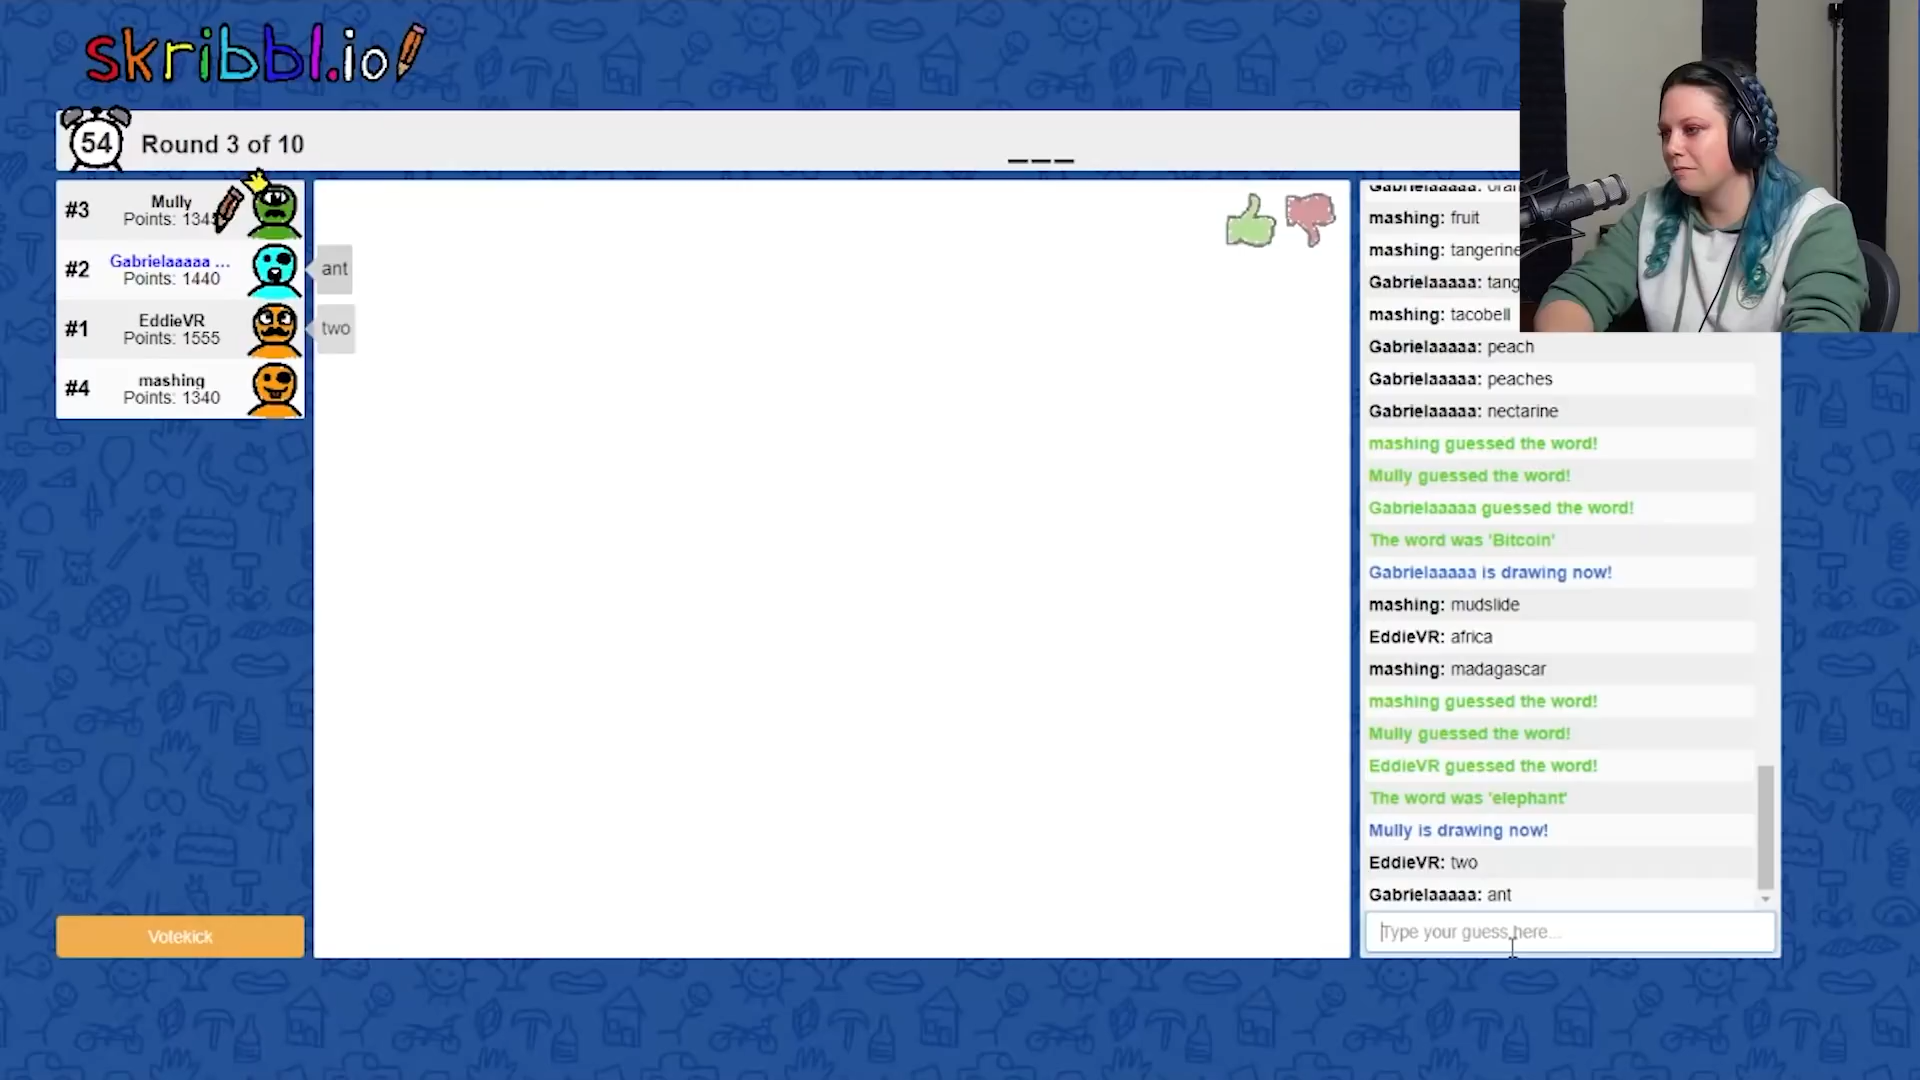 skribbl.io
54
Round 3 of 10
___
#3
Mully
Points: 134
#2
Gabrielaaaaa ...
Points: 1440
ant
#1
EddieVR
Points: 1555
two
#4
mashing
Points: 1340
Votekick
Gabrielaaaaa:
mashing: fruit
mashing: tangerine
Gabrielaaaaa: tang
mashing: tacobell
Gabrielaaaaa: peach
Gabrielaaaaa: peaches
Gabrielaaaaa: nectarine
mashing guessed the word!
Mully guessed the word!
Gabrielaaaaa guessed the word!
The word was 'Bitcoin'
Gabrielaaaaa is drawing now!
mashing: mudslide
EddieVR: africa
mashing: madagascar
mashing guessed the word!
Mully guessed the word!
EddieVR guessed the word!
The word was 'elephant'
Mully is drawing now!
EddieVR: two
Gabrielaaaaa: ant
Type your guess here...